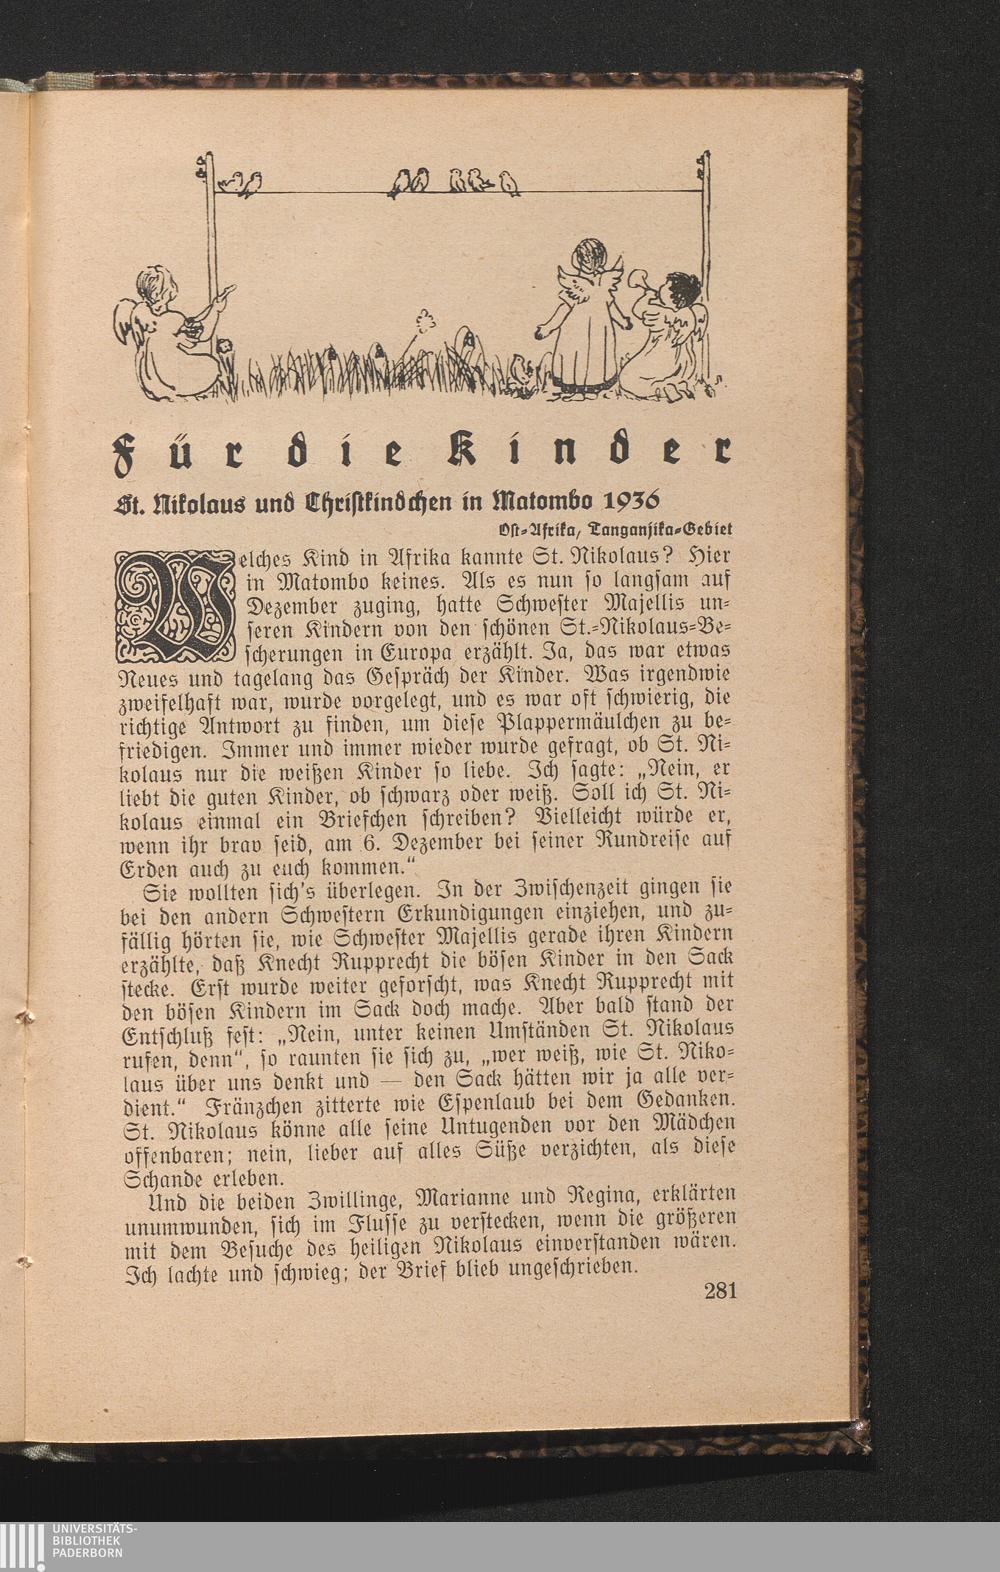 Für die Kinder
St. Nikolaus und Christkindchen in Matombo 1936
Ost-Afrika, Tanganjika-Gebiet
Welches Kind in Afrika kannte St. Nikolaus? Hier
in Matombo keines. Als es nun so langsam auf
Dezember zuging, hatte Schwester Majellis un-
seren Kindern von den schönen St.-Nikolaus-Be-
scherungen in Europa erzählt. Ja, das war etwas
Neues und tagelang das Gespräch der Kinder. Was irgendwie
zweifelhaft war, wurde vorgelegt, und es war oft schwierig, die
richtige Antwort zu finden, um diese Plappermäulchen zu be-
friedigen. Immer und immer wieder wurde gefragt, ob St. Ni-
kolaus nur die weißen Kinder so liebe. Ich sagte: „Nein, er
liebt die guten Kinder, ob schwarz oder weiß. Soll ich St. Ni-
kolaus einmal ein Briefchen schreiben? Vielleicht würde er,
wenn ihr brav seid, am 6. Dezember bei seiner Rundreise auf
Erden auch zu euch kommen.“
Sie wollten sich's überlegen. In der Zwischenzeit gingen sie
bei den andern Schwestern Erkundigungen einziehen, und zu-
fällig hörten sie, wie Schwester Majellis gerade ihren Kindern
erzählte, daß Knecht Rupprecht die bösen Kinder in den Sack
stecke. Erst wurde weiter geforscht, was Knecht Rupprecht mit
den bösen Kindern im Sack doch mache. Aber bald stand der
Entschluß fest: „Nein, unter keinen Umständen St. Nikolaus
rufen, denn“, so raunten sie sich zu, „wer weiß, wie St. Niko-
laus über uns denkt und — den Sack hätten wir ja alle ver-
dient.“ Fränzchen zitterte wie Espenlaub bei dem Gedanken.
St. Nikolaus könne alle seine Untugenden vor den Mädchen
offenbaren; nein, lieber auf alles Süße verzichten, als diese
Schande erleben.
Und die beiden Zwillinge, Marianne und Regina, erklärten
unumwunden, sich im Flusse zu verstecken, wenn die größeren
mit dem Besuche des heiligen Nikolaus einverstanden wären.
Ich lachte und schwieg; der Brief blieb ungeschrieben.
281
UNIVERSITÄTS-
BIBLIOTHEK
PADERBORN